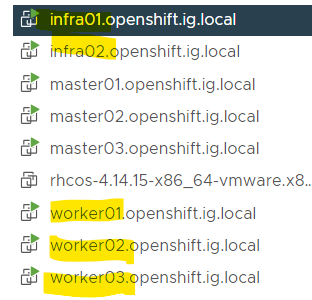 infra01.openshift.ig.local
infra02.openshift.ig.local
master01.openshift.ig.local
master02.openshift.ig.local
master03.openshift.ig.local
rhcos-4.14.15-x86_64-vmware.x8...
worker01.openshift.ig.local
worker02.openshift.ig.local
worker03.openshift.ig.local